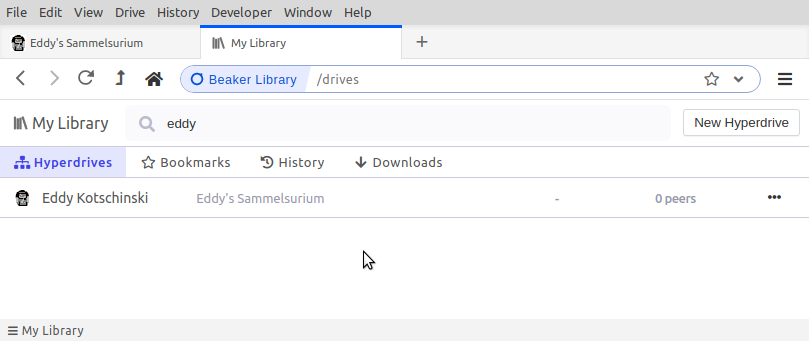 File Edit View Drive History Developer Window Help
Eddy's Sammelsurium My Library
Beaker Library /drives
My Library eddy New Hyperdrive
Hyperdrives Bookmarks History Downloads
Eddy Kotschinski Eddy's Sammelsurium - 0 peers
My Library